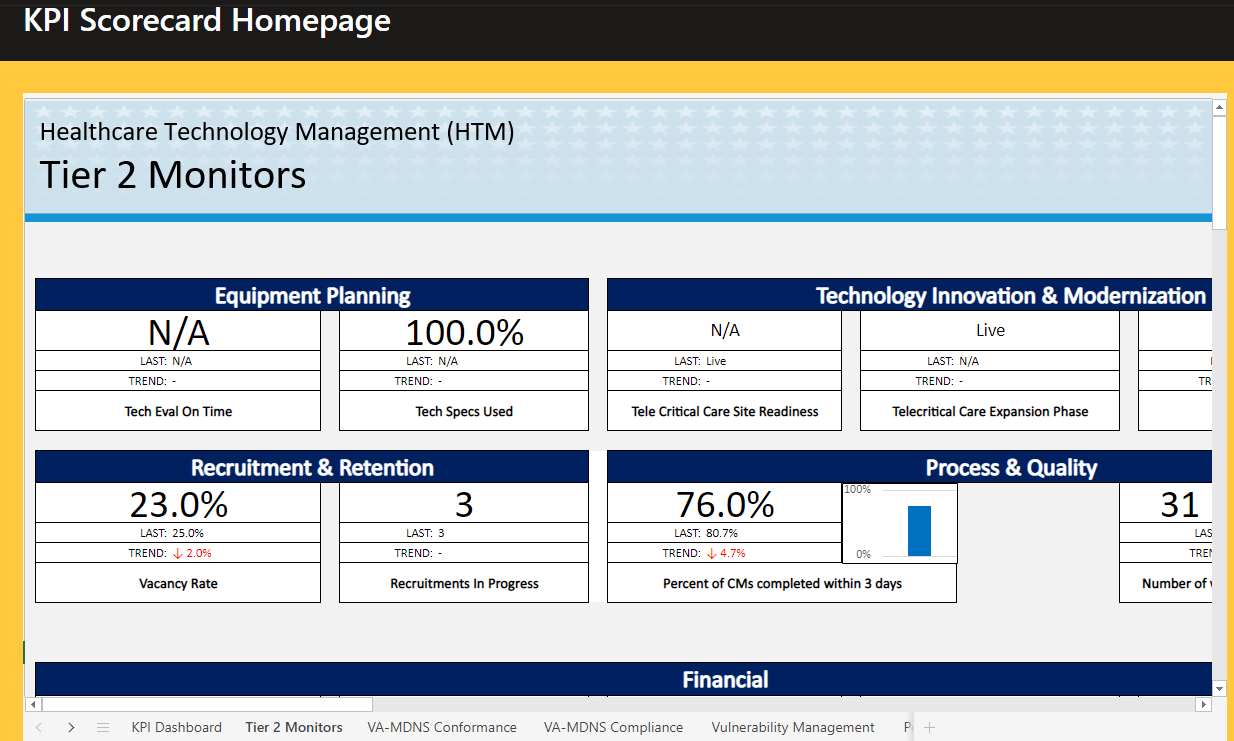 KPI Scorecard Homepage
Healthcare Technology Management (HTM)
Tier 2 Monitors
Equipment Planning
Technology Innovation & Modernization
N/A
100.0%
N/A
Live
LAST: N/A
LAST: N/A
LAST: Live
LAST: N/A
TREND: -
TREND: -
TREND: -
TREND: -
TR
Tech Eval On Time
Tech Specs Used
Tele Critical Care Site Readiness
Telecritical Care Expansion Phase
Recruitment & Retention
Process & Quality
23.0%
3
76.0%
100%
0%
31
LAST: 25.0%
LAST: 3
LAST: 80.7%
LAS
TREND: ↓ 2.0%
TREND: -
TREND: ↓ 4.7%
TREN
Vacancy Rate
Recruitments In Progress
Percent of CMs completed within 3 days
Number of
Financial
KPI Dashboard
Tier 2 Monitors
VA-MDNS Conformance
VA-MDNS Compliance
Vulnerability Management